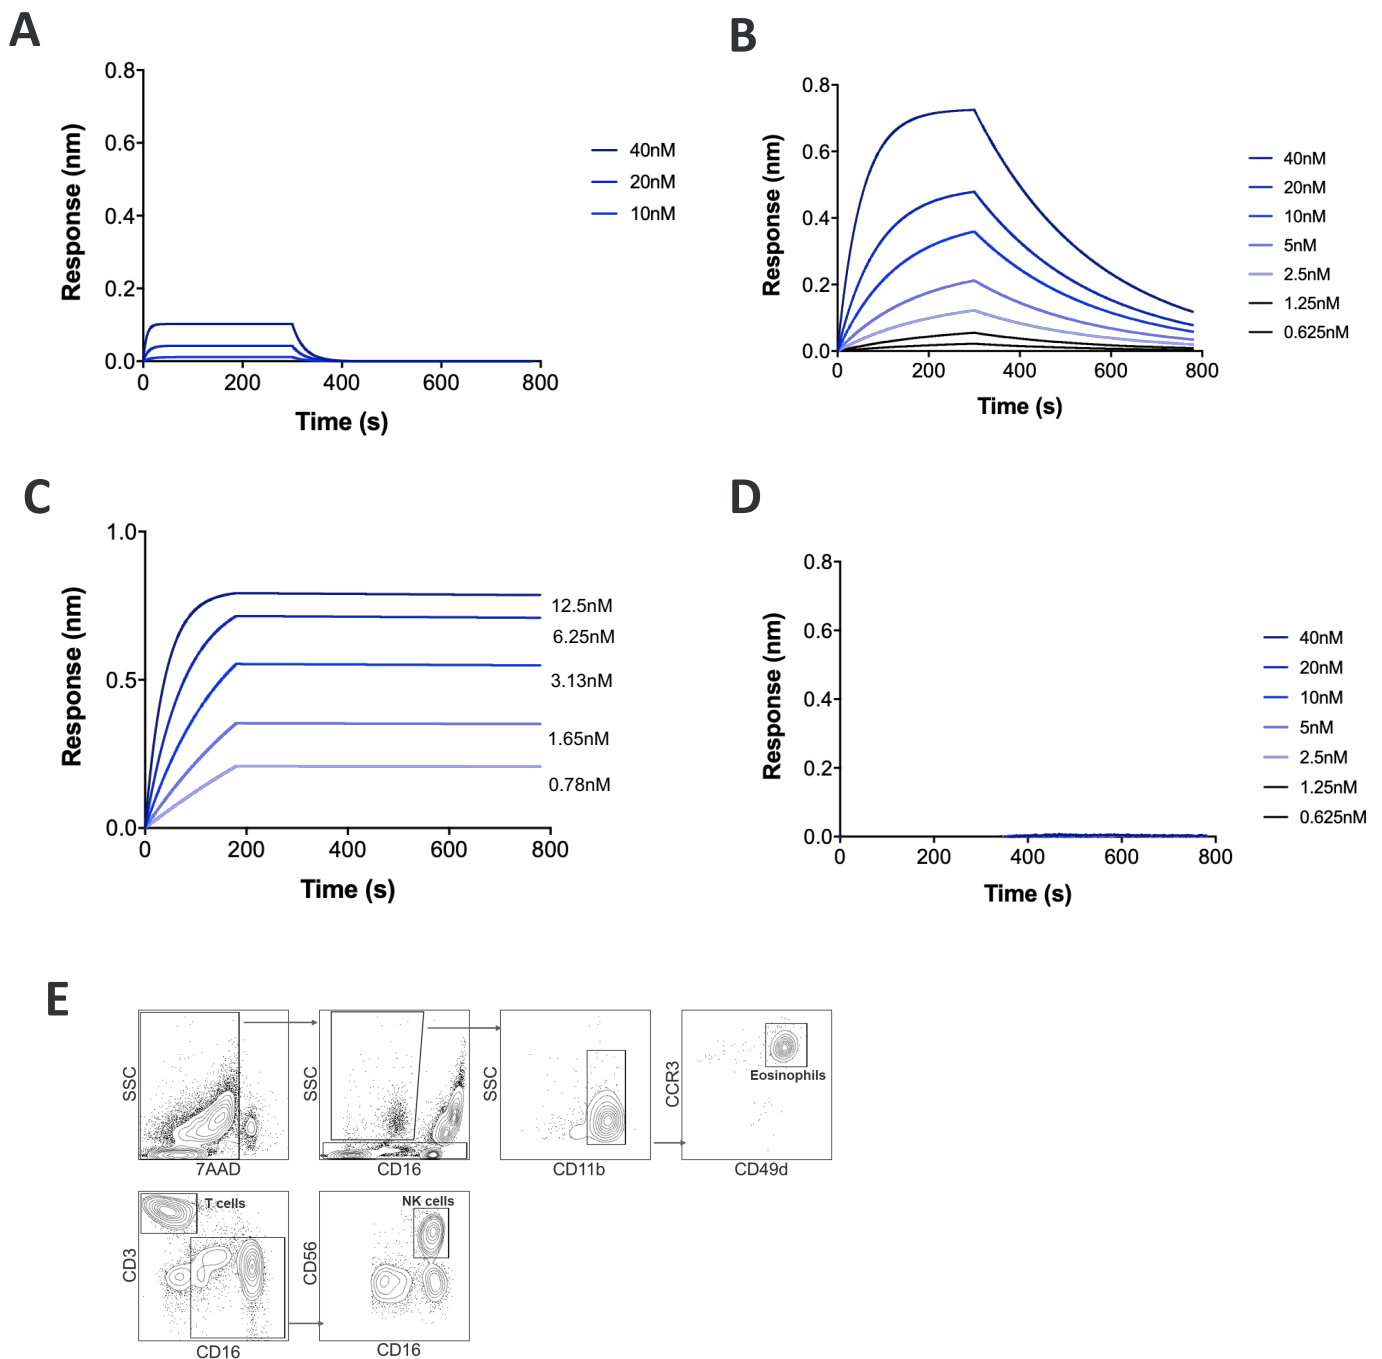 A
Response (nm)
0.8
0.6
0.4
0.2
0.0
0 200 400 600 800
Time (s)
40nM
20nM
10nM
B
Response (nm)
0.8
0.6
0.4
0.2
0.0
0 200 400 600 800
Time (s)
40nM
20nM
10nM
5nM
2.5nM
1.25nM
0.625nM
C
Response (nm)
1.0
0.5
0.0
0 200 400 600 800
Time (s)
12.5nM
6.25nM
3.13nM
1.65nM
0.78nM
D
Response (nm)
0.8
0.6
0.4
0.2
0.0
0 200 400 600 800
Time (s)
40nM
20nM
10nM
5nM
2.5nM
1.25nM
0.625nM
E
SSC
7AAD
SSC
CD16
SSC
CD11b
CCR3
Eosinophils
CD49d
CD3
T cells
CD16
CD56
NK cells
CD16